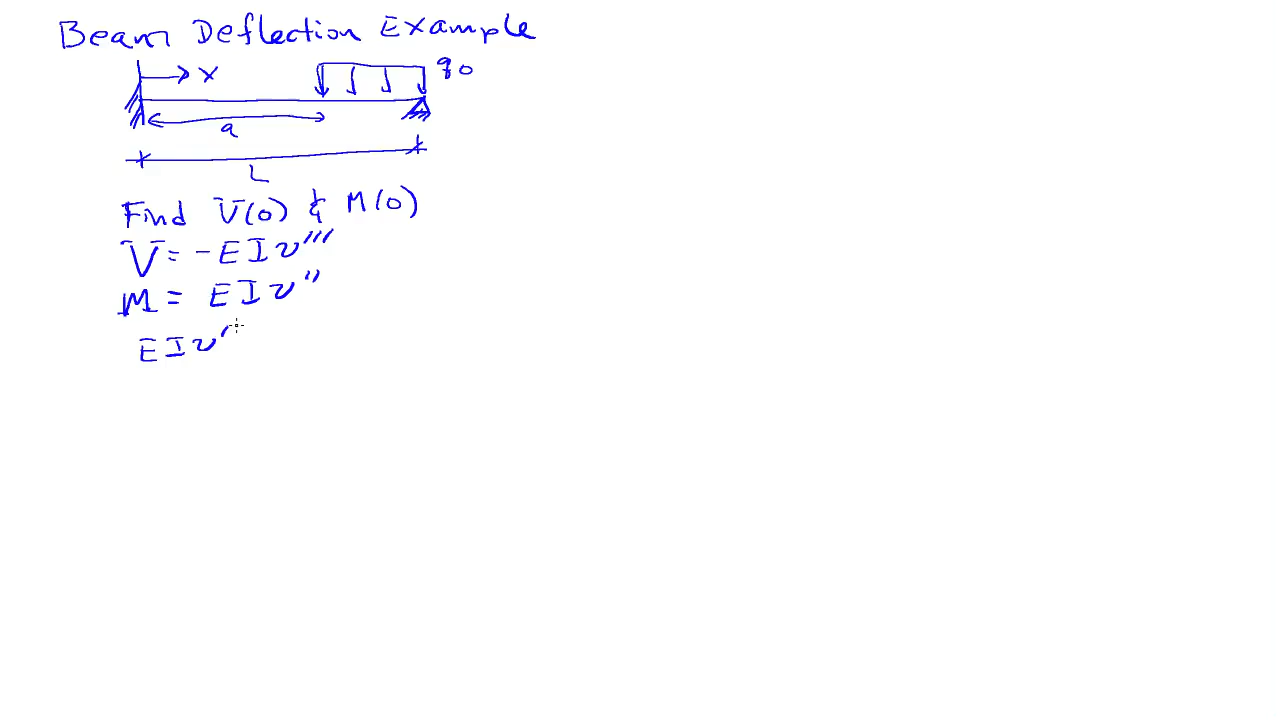 Beam Deflection Example
x
q0
a
L
Find V(0) & M(0)
V = -EIv'''
M = EIv''
EIv'